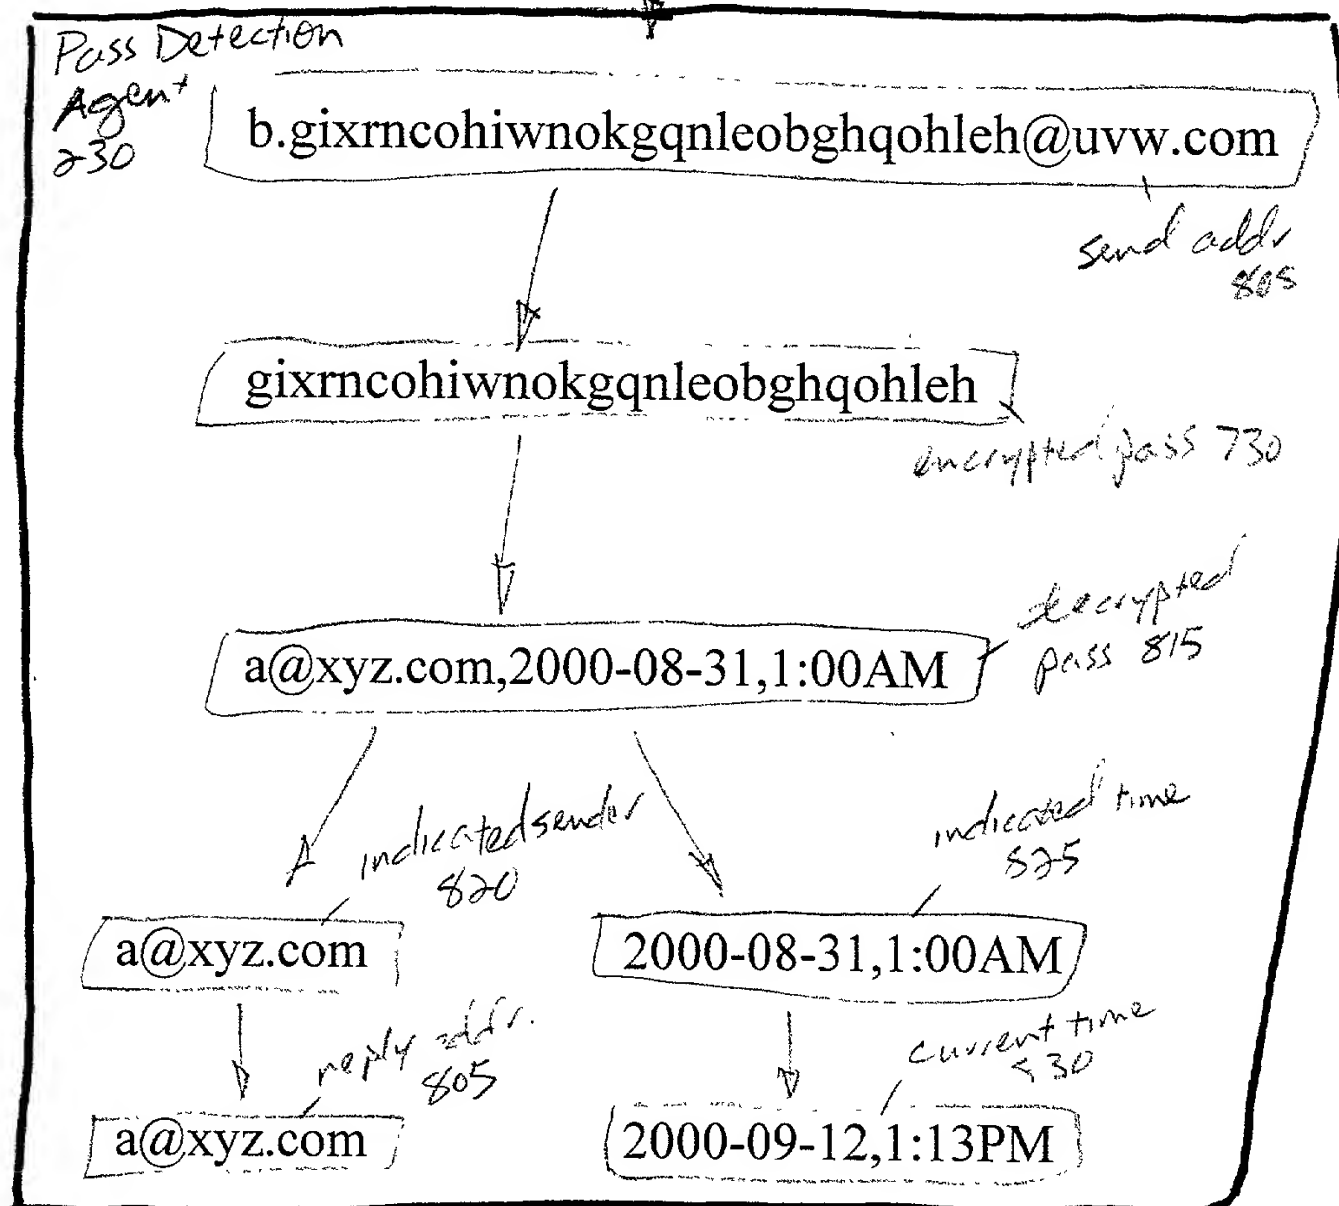 Pass Detection
Agent
230
b.gixrncohiwnokgqnleobghqohleh@uvw.com
send addr
805
gixrncohiwnokgqnleobghqohleh
encrypted pass 730
a@xyz.com,2000-08-31,1:00AM
decrypted
pass 815
indicated sender
820
indicated time
825
a@xyz.com
2000-08-31,1:00AM
reply addr.
805
current time
830
a@xyz.com
2000-09-12,1:13PM